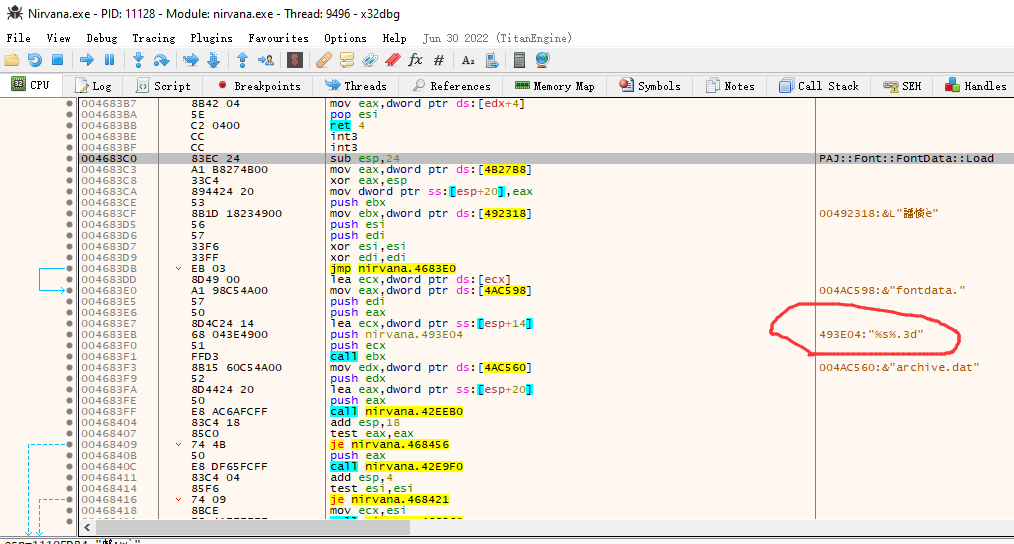 Nirvana.exe - PID: 11128 - Module: nirvana.exe - Thread: 9496 - x32dbg
File View Debug Tracing Plugins Favourites Options Help Jun 30 2022 (TitanEngine)
CPU Log Script Breakpoints Memory Map Call Stack SEH Threads References Symbols Notes Handles
004683B7 8B42 04 mov eax,dword ptr ds:[edx+4]
004683BA 5E pop esi
004683BB C2 0400 ret 4
004683BE CC int3
004683BF CC int3
004683C0 83EC 24 sub esp,24 PAJ::Font::FontData::Load
004683C3 A1 B8274B00 mov eax,dword ptr ds:[4B27B8]
004683C8 33C4 xor eax,esp
004683CA 894424 20 mov dword ptr ss:[esp+20],eax
004683CE 53 push ebx
004683CF 8B1D 18234900 mov ebx,dword ptr ds:[492318] 00492318:&L"
004683D5 56 push esi
004683D6 57 push edi
004683D7 33F6 xor esi,esi
004683D9 33FF xor edi,edi
004683DB EB 03 jmp nirvana.4683E0
004683DD 8D49 00 lea ecx,dword ptr ds:[ecx]
004683E0 A1 98C54A00 mov eax,dword ptr ds:[4AC598] 004AC598:&"fontdata."
004683E5 57 push edi
004683E6 50 push eax
004683E7 8D4C24 14 lea ecx,dword ptr ss:[esp+14]
004683EB 68 043E4900 push nirvana.493E04 493E04:"%s%.3d"
004683F0 51 push ecx
004683F1 FFD3 call ebx
004683F3 8B15 60C54A00 mov edx,dword ptr ds:[4AC560] 004AC560:&"archive.dat"
004683F9 52 push edx
004683FA 8D4424 20 lea eax,dword ptr ss:[esp+20]
004683FE 50 push eax
004683FF E8 AC6AFCFF call nirvana.42EEB0
00468404 83C4 18 add esp,18
00468407 85C0 test eax,eax
00468409 74 4B je nirvana.468456
0046840B 50 push eax
0046840C E8 DF65FCFF call nirvana.42E9F0
00468411 83C4 04 add esp,4
00468414 85F6 test esi,esi
00468416 74 09 je nirvana.468421
00468418 8BCE mov ecx,esi